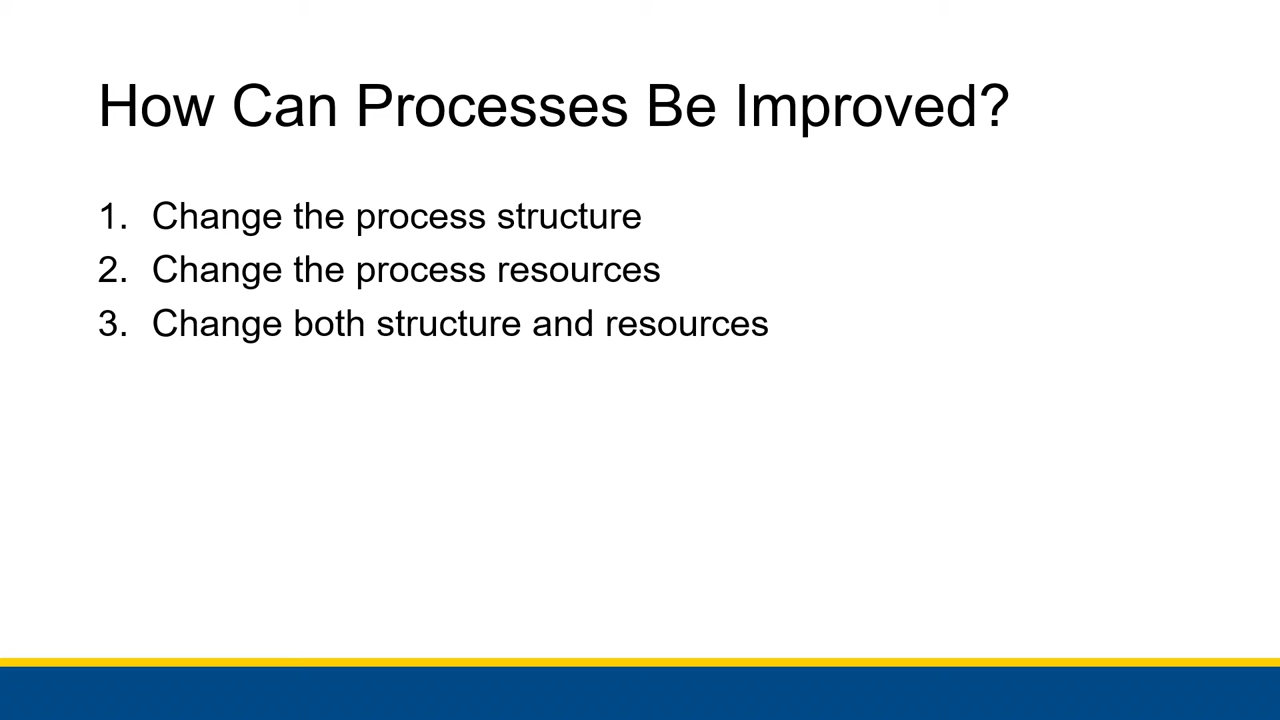 How Can Processes Be Improved?
1. Change the process structure
2. Change the process resources
3. Change both structure and resources